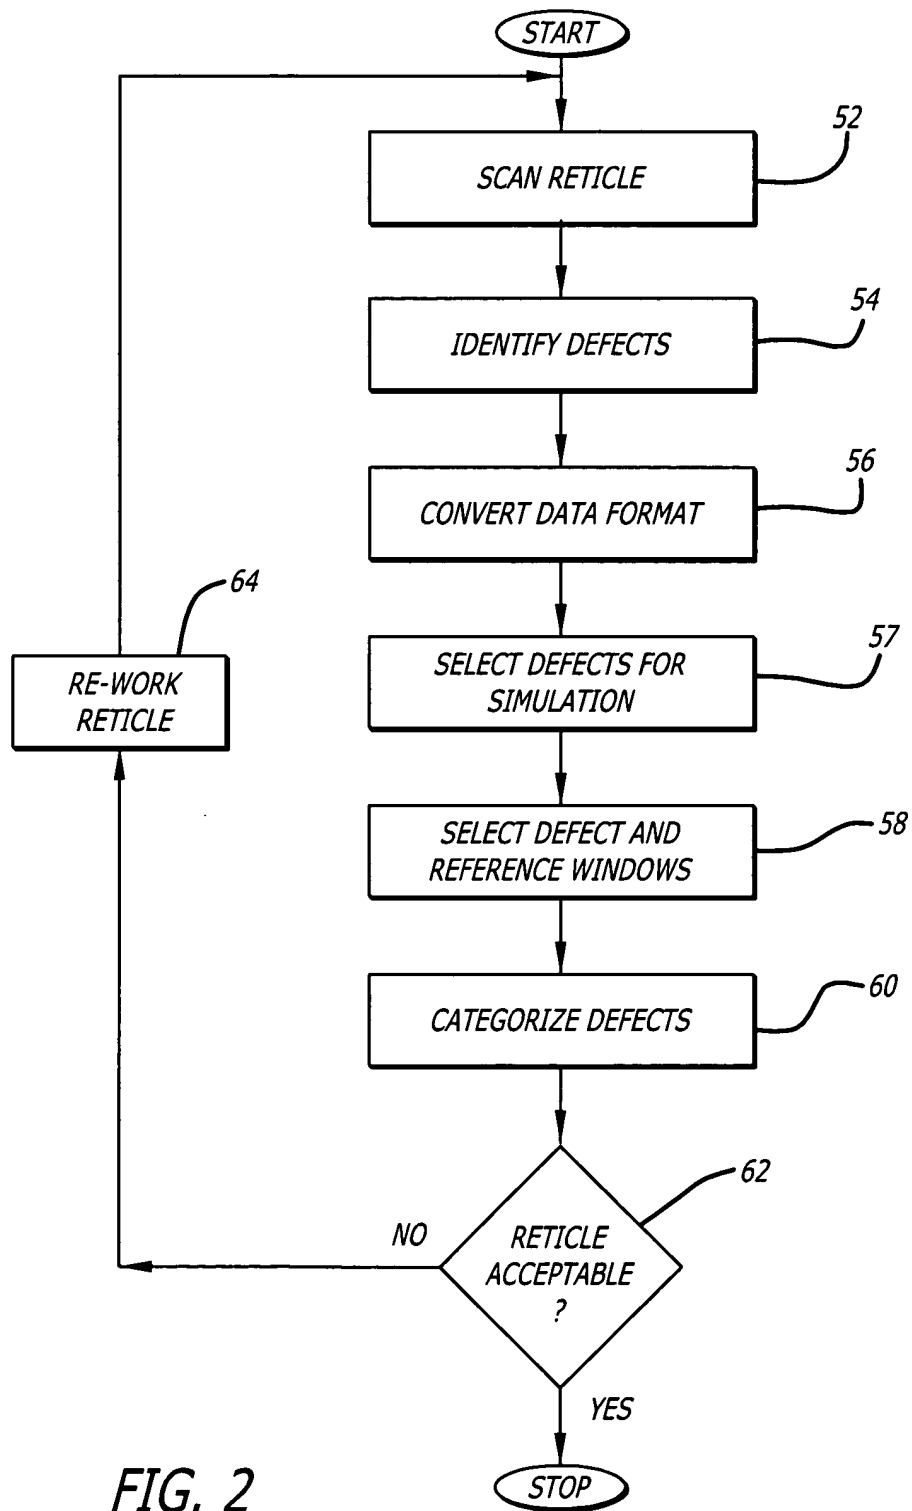 START
52
SCAN RETICLE
54
IDENTIFY DEFECTS
56
CONVERT DATA FORMAT
64
57
SELECT DEFECTS FOR
SIMULATION
RE-WORK
RETICLE
58
SELECT DEFECT AND
REFERENCE WINDOWS
60
CATEGORIZE DEFECTS
62
NO
RETICLE
ACCEPTABLE
?
YES
STOP
FIG. 2